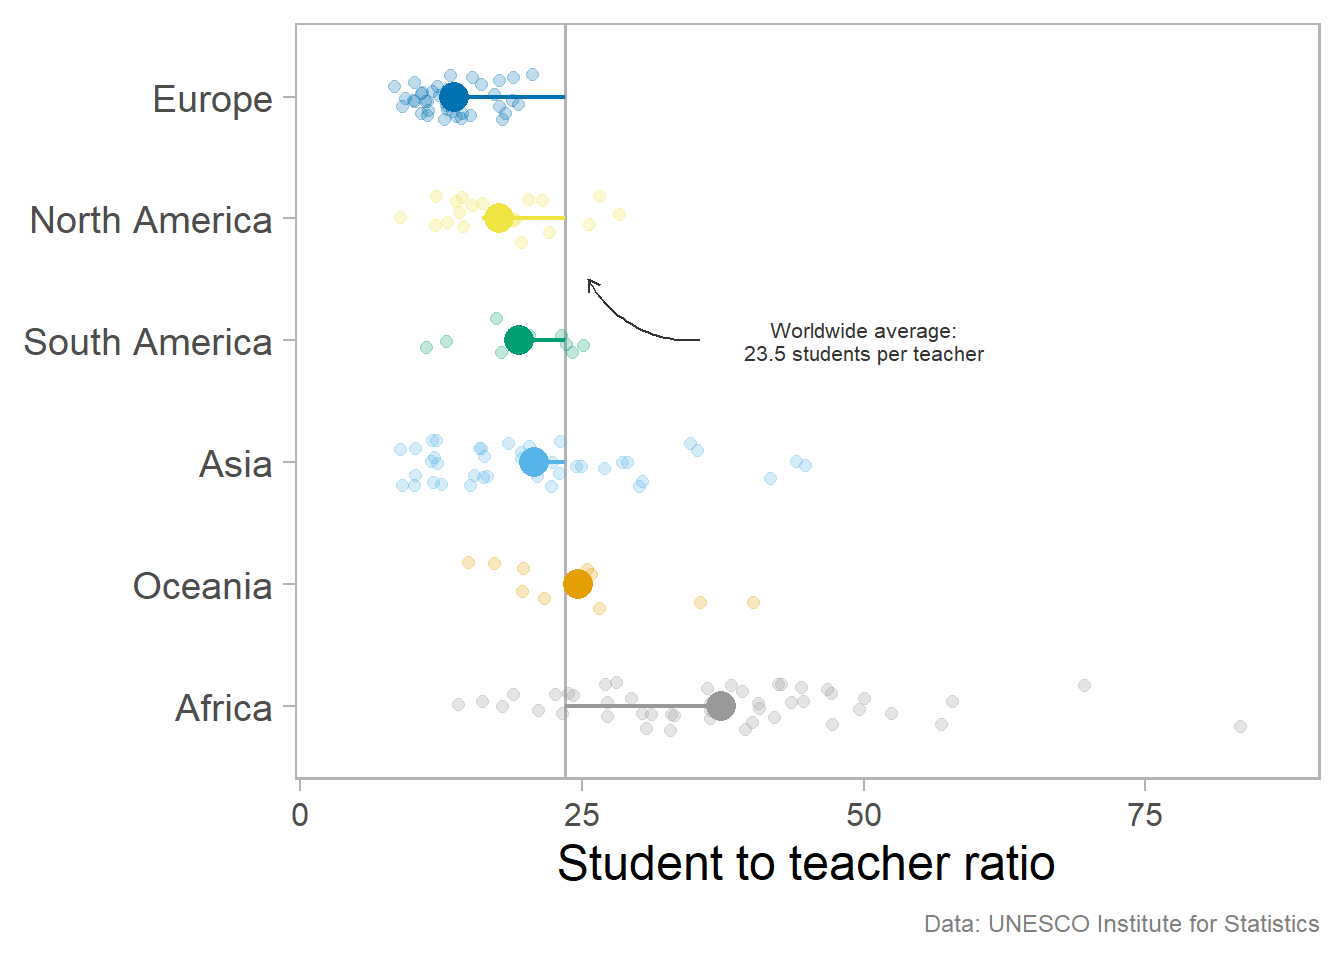 Europe
North America
South America
Worldwide average:
23.5 students per teacher
Asia
Oceania
Africa
0 25 50 75
Student to teacher ratio
Data: UNESCO Institute for Statistics